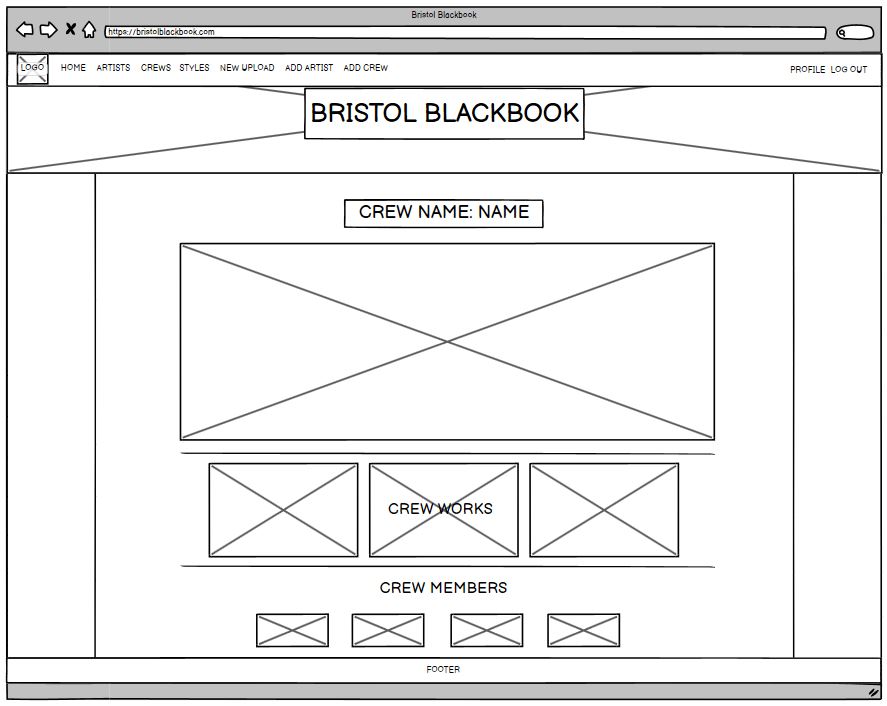 Bristol Blackbook
https://bristolblackbook.com
LOGO HOME ARTISTS CREWS STYLES NEW UPLOAD ADD ARTIST ADD CREW PROFILE LOG OUT
BRISTOL BLACKBOOK
CREW NAME: NAME
CREW WORKS
CREW MEMBERS
FOOTER